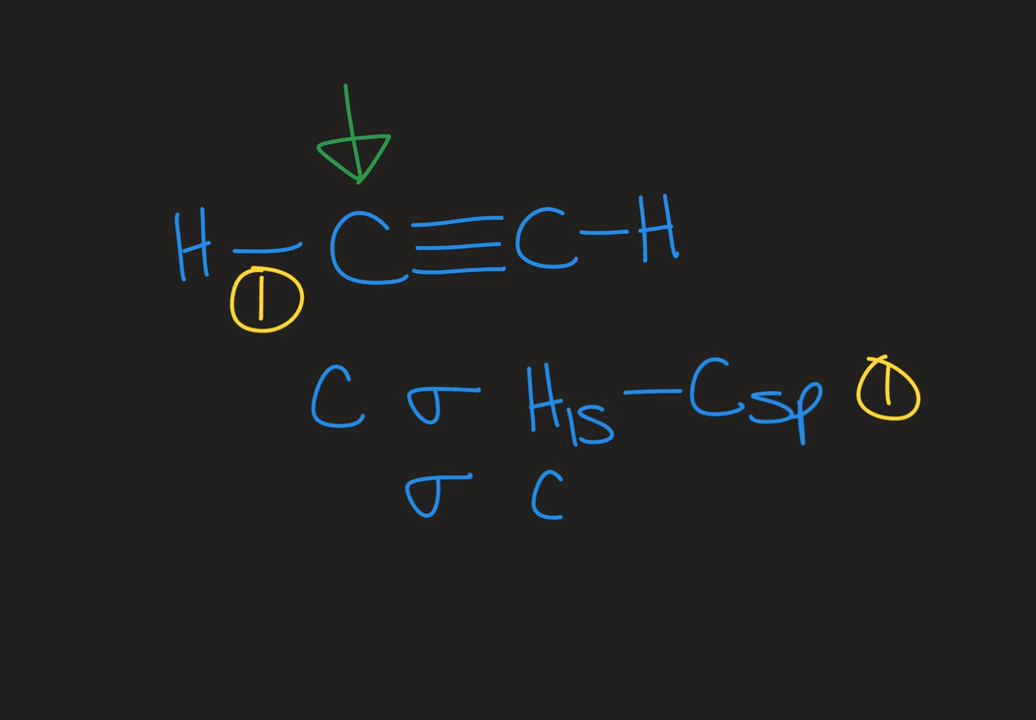 H — C ≡ C — H
①
C σ H1s — Csp ①
σ C